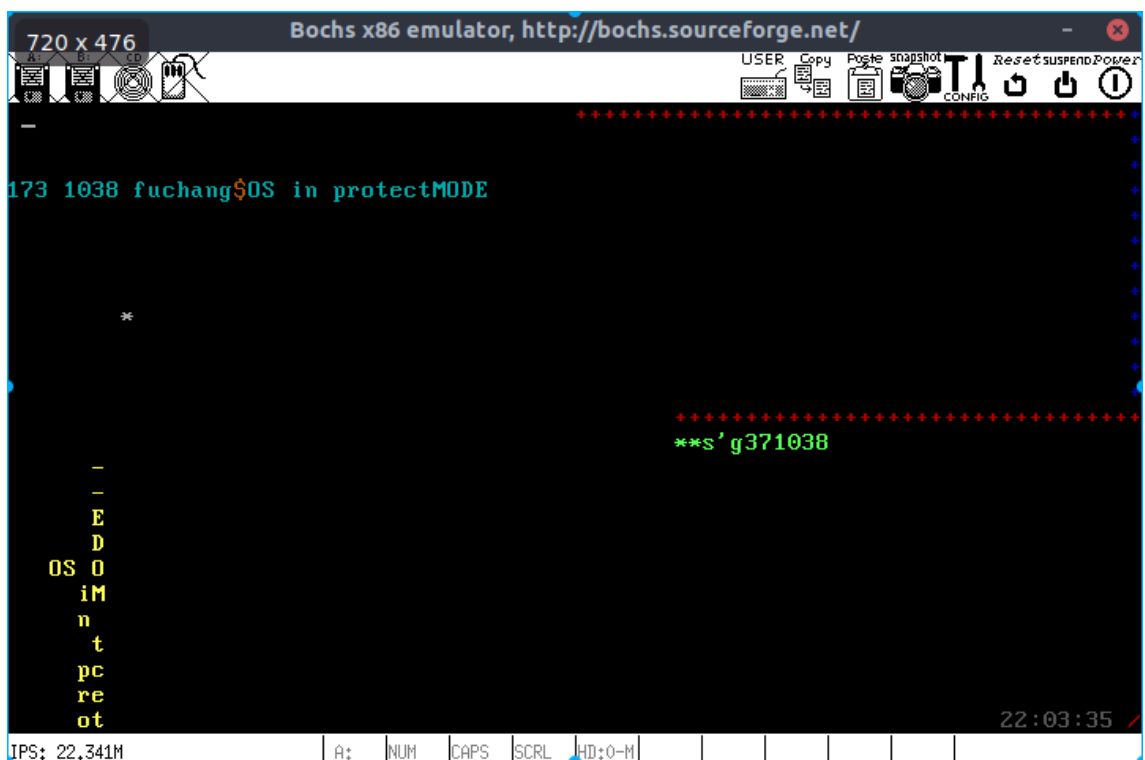 Bochs x86 emulator, http://bochs.sourceforge.net/
720 x 476
A: B: CD
USER Copy Paste snapshot CONFIG Reset SUSPEND Power
_ +++++++++++++++++++++++++++++++++++++++
173 1038 fuchang$OS in protectMODE
*
+++++++++++++++++++++++++++++++++
**s'g371038
-
-
E
D
OS O
iM
n
t
pc
re
ot
22:03:35 /
IPS: 22.341M A: NUM CAPS SCRL HD:0-M